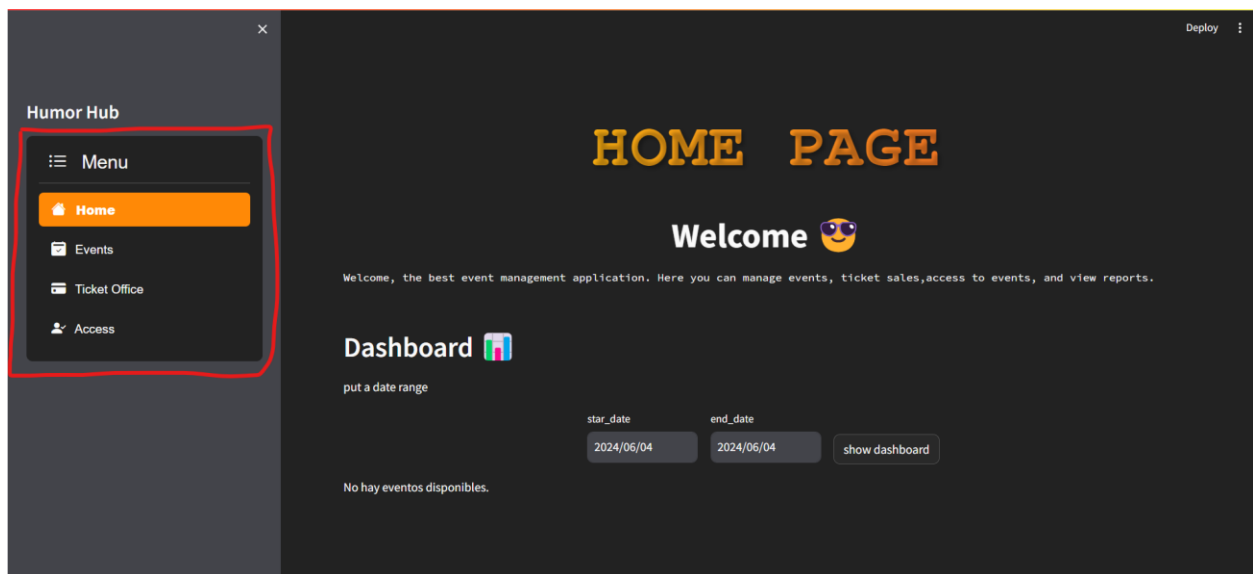 Deploy
Humor Hub
Menu
Home
Events
Ticket Office
Access
HOME PAGE
Welcome
Welcome, the best event management application. Here you can manage events, ticket sales,access to events, and view reports.
Dashboard
put a date range
star_date end_date
2024/06/04 2024/06/04 show dashboard
No hay eventos disponibles.